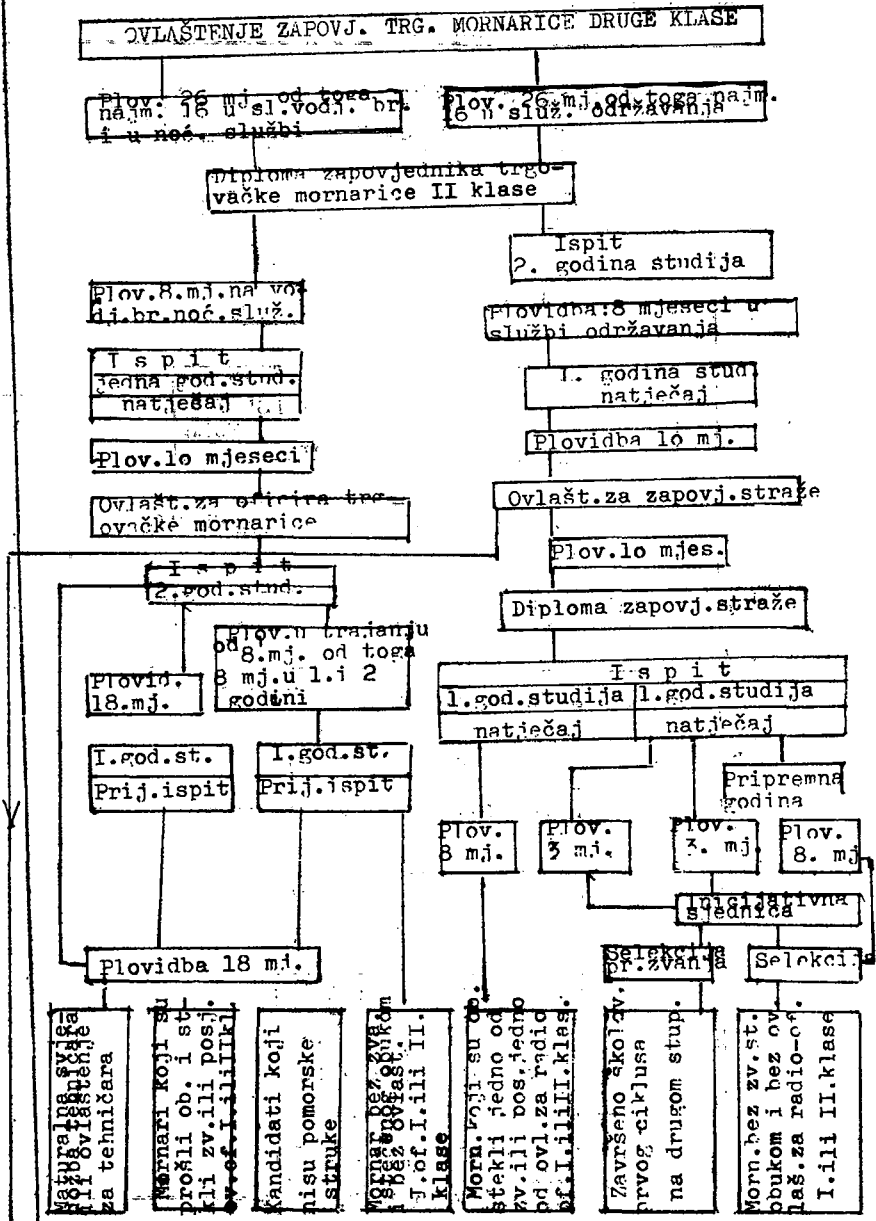 OVLAŠTENJE ZAPOVJ. TRG. MORNARICE DRUGE KLASE
Plov. 26 mj. od toga
najm. 16 u sl.vodj. br.
i u noć. službi
Plov. 26 mj.od toga najm.
16 u služ. održavanja
Diploma zapovjednika trgo-
vačke mornarice II klase
Ispit
2. godina studija
Plov.8.mj.na vo-
dj.br.noć.služ.
Plovidba:8 mjeseci u
službi održavanja
I s p i t
jedna god.stud.
natječaj
1. godina stud.
natječaj
Plovidba lo mj.
Plov.lo mjeseci
Ovlašt.za oficira trg-
ovačke mornarice
Ovlašt.za zapovj.straže
Plov.lo mjes.
I s p i t
2.god.stud.
Diploma zapovj.straže
Plov.u trajanju
od 8.mj. od toga
8 mj.u 1.i 2
godini
Plovid.
18.mj.
I s p i t
1.god.studija 1.god.studija
natječaj natječaj
I.god.st.
Prij.ispit
I.god.st.
Prij.ispit
Pripremna
godina
Plov.
8 mj.
Plov.
3 mj.
Plov.
3. mj.
Plov.
8. mj
Inicijativna
sjednica
Plovidba 18 mj.
Selekcija
pr.zvanja
Selekcij.
Maturalna svje-
dožba tehničara
ili ovlaštenje
za tehničara
Mornari koji su
prošli ob. i st-
kli zv.ili posj.
ov.of.I.iliIIkl.
Kandidati koji
nisu pomorske
struke
Mornar bez zva.
stečenog obukom
i bez ovlašt.
J.of.I.ili II.
klase
Morn.koji su ob.
stekli jedno od
zv.ili pos.jedno
od ovl.za radio
of.I.iliII.klas.
Završeno školov.
prvog ciklusa
na drugom stup.
Morn.bez zv.st.
obukom i bez ov
laš.za radio-of.
I.ili II.klase